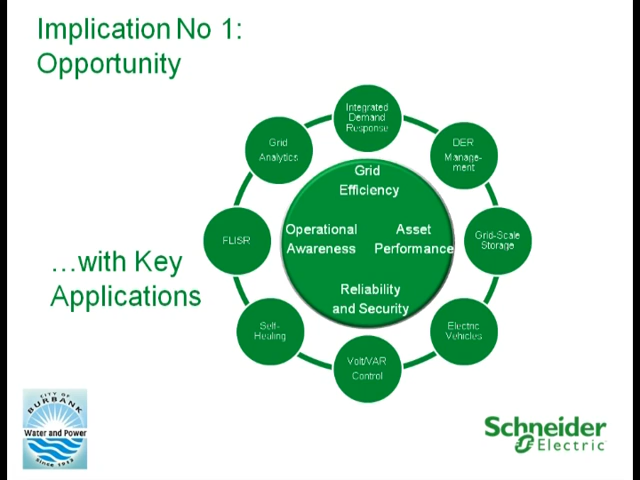 Implication No 1:
Opportunity
Integrated
Demand
Response
Grid
Analytics
DER
Manage-
ment
Grid
Efficiency
FLISR
Operational
Awareness
Asset
Performance
Grid-Scale
Storage
…with Key
Applications
Reliability
and Security
Self-
Healing
Electric
Vehicles
Volt/VAR
Control
CITY OF
BURBANK
Water and Power
Since 1913
Schneider
Electric